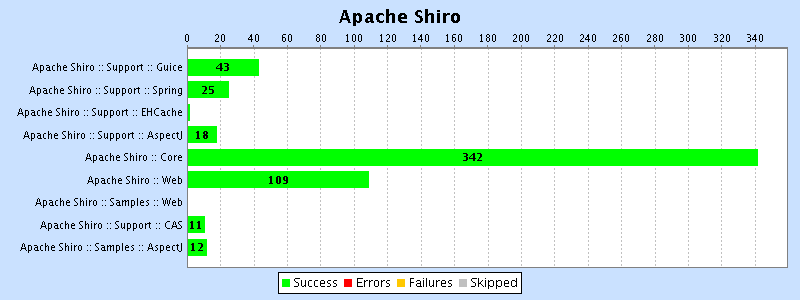 Apache Shiro
0 20 40 60 80 100 120 140 160 180 200 220 240 260 280 300 320 340
Apache Shiro :: Support :: Guice 43
Apache Shiro :: Support :: Spring 25
Apache Shiro :: Support :: EHCache
Apache Shiro :: Support :: AspectJ 18
Apache Shiro :: Core 342
Apache Shiro :: Web 109
Apache Shiro :: Samples :: Web
Apache Shiro :: Support :: CAS 11
Apache Shiro :: Samples :: AspectJ 12
Success Errors Failures Skipped